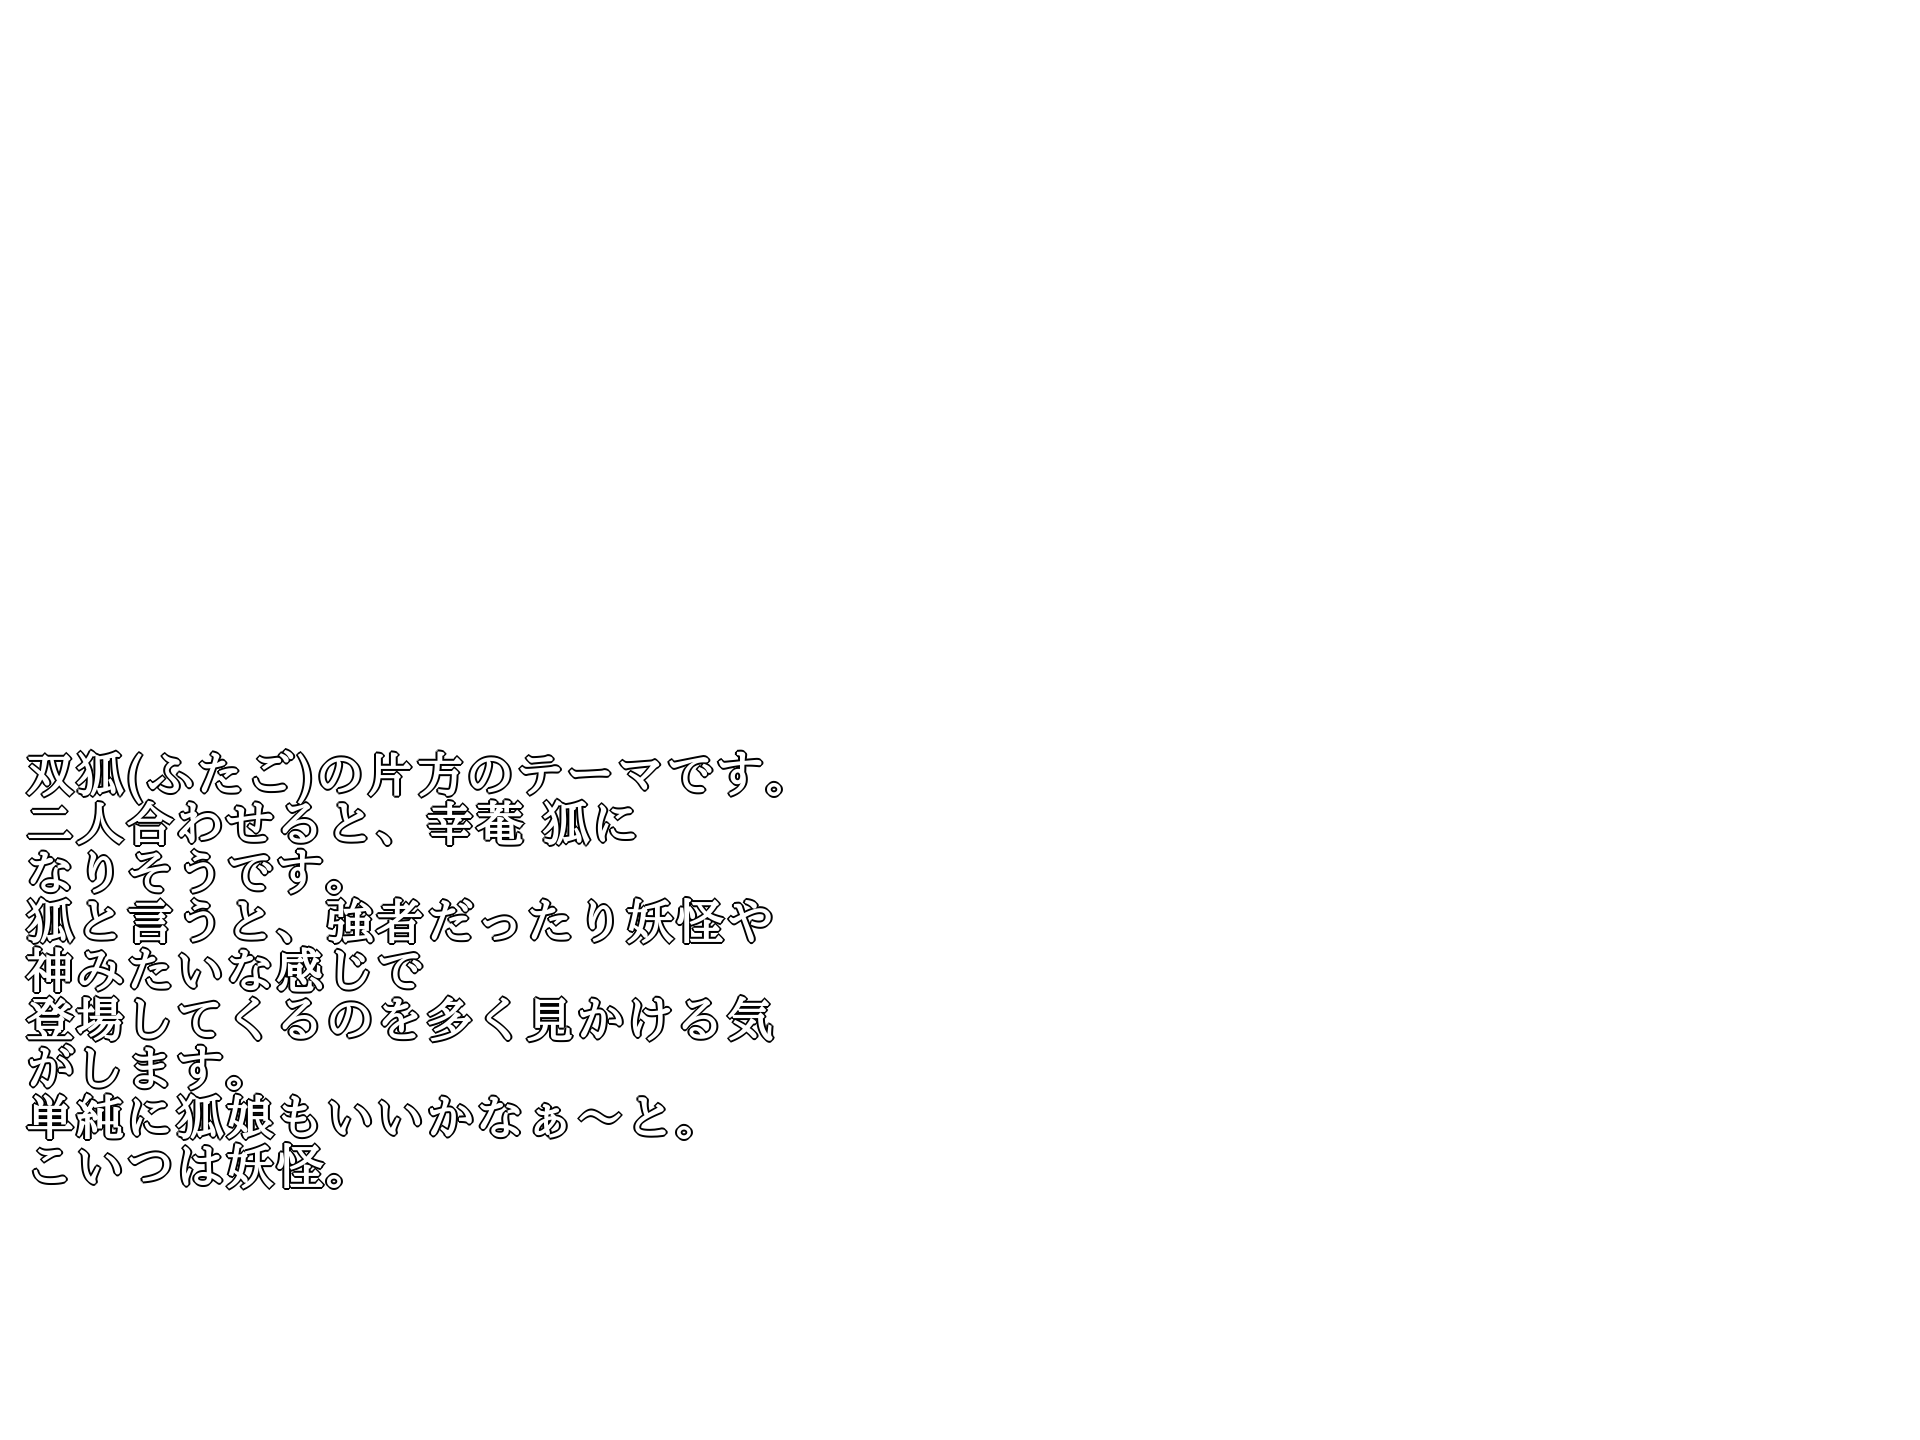 双狐(ふたご)の片方のテーマです。
二人合わせると、幸菴 狐に
なりそうです。
狐と言うと、強者だったり妖怪や
神みたいな感じで
登場してくるのを多く見かける気
がします。
単純に狐娘もいいかなぁ～と。
こいつは妖怪。